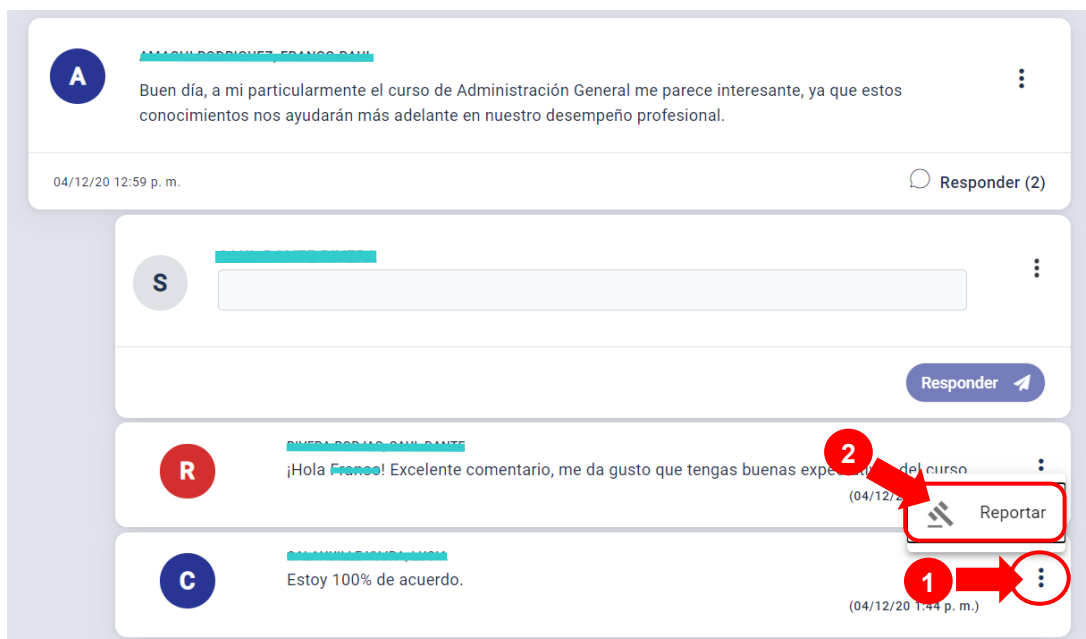 A
Buen día, a mi particularmente el curso de Administración General me parece interesante, ya que estos
conocimientos nos ayudarán más adelante en nuestro desempeño profesional.
04/12/20 12:59 p. m.
Responder (2)
S
Responder
R
¡Hola ! Excelente comentario, me da gusto que tengas buenas del curso
2
(04/12/2
Reportar
C
Estoy 100% de acuerdo.
1
(04/12/20 1:44 p. m.)